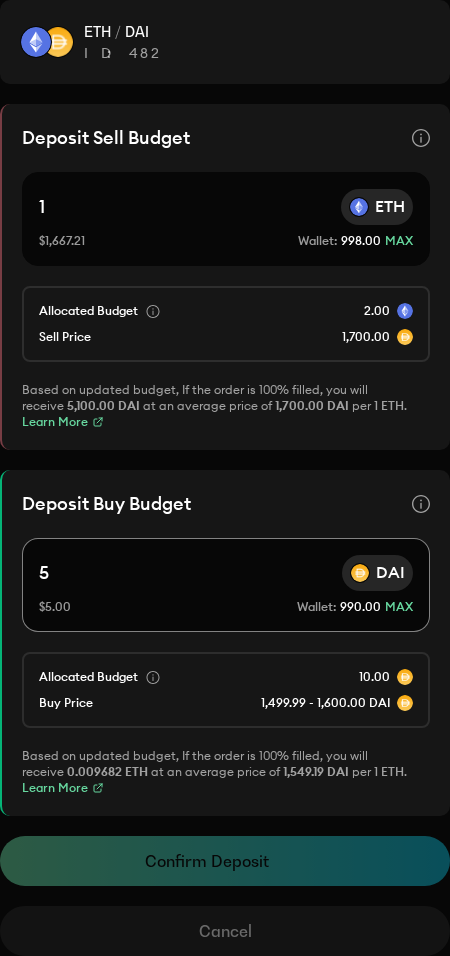 ETH / DAI
ID 482
Deposit Sell Budget
1
ETH
$1,667.21
Wallet: 998.00 MAX
Allocated Budget
2.00
Sell Price
1,700.00
Based on updated budget, If the order is 100% filled, you will
receive 5,100.00 DAI at an average price of 1,700.00 DAI per 1 ETH.
Learn More
Deposit Buy Budget
5
DAI
$5.00
Wallet: 990.00 MAX
Allocated Budget
10.00
Buy Price
1,499.99 - 1,600.00 DAI
Based on updated budget, If the order is 100% filled, you will
receive 0.009682 ETH at an average price of 1,549.19 DAI per 1 ETH.
Learn More
Confirm Deposit
Cancel